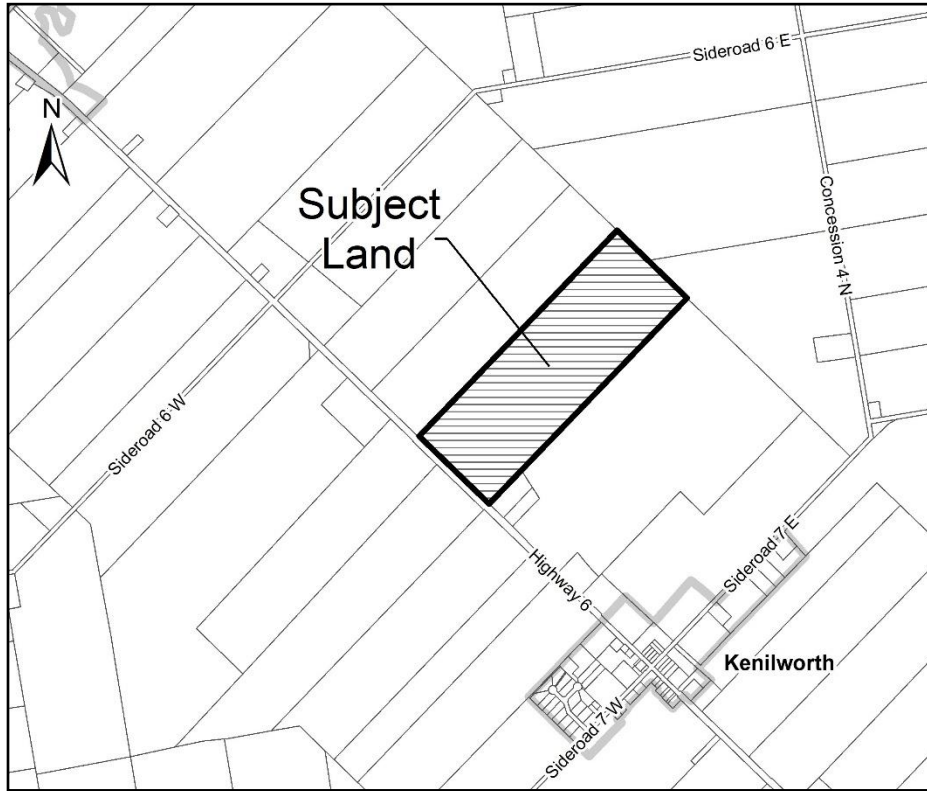 Sideroad 6 E
N
Subject
Land
Concession 4 N
Sideroad 6 W
Highway 6
Sideroad 7 E
Kenilworth
Sideroad 7 W